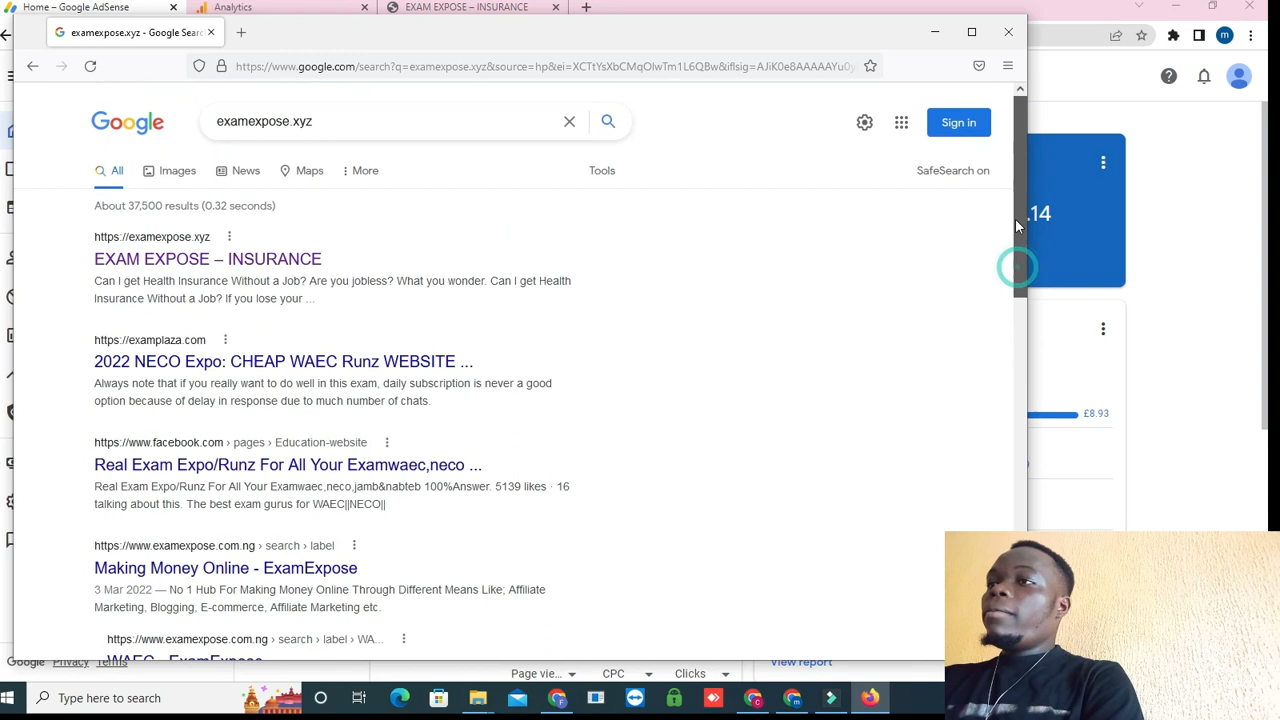 Home – Google AdSense
Analytics
EXAM EXPOSE – INSURANCE
m
examexpose.xyz - Google Searc
https://www.google.com/search?q=examexpose.xyz&source=hp&ei=XCTtYsXbCMqOlwTm1L6QBw&iflsig=AJiK0e8AAAAAYu0y
Google
examexpose.xyz
Sign in
All
Images
News
Maps
More
Tools
SafeSearch on
About 37,500 results (0.32 seconds)
.14
https://examexpose.xyz
EXAM EXPOSE – INSURANCE
Can I get Health Insurance Without a Job? Are you jobless? What you wonder. Can I get
Health Insurance Without a Job? If you lose your ...
https://examplaza.com
2022 NECO Expo: CHEAP WAEC Runz WEBSITE ...
Always note that if you really want to do well in this exam, daily subscription is never a good
option because of delay in response due to much number of chats.
£8.93
https://www.facebook.com › pages › Education-website
Real Exam Expo/Runz For All Your Examwaec,neco ...
Real Exam Expo/Runz For All Your Examwaec,neco,jamb&nabteb 100%Answer. 5139 likes · 16
talking about this. The best exam gurus for WAEC||NECO||
https://www.examexpose.com.ng › search › label
Making Money Online - ExamExpose
3 Mar 2022 — No 1 Hub For Making Money Online Through Different Means Like; Affiliate
Marketing, Blogging, E-commerce, Affiliate Marketing etc.
https://www.examexpose.com.ng › search › label › WA...
WAEC - ExamExpose
Google Privacy Terms
Page vie...
CPC
Clicks
View report
Type here to search